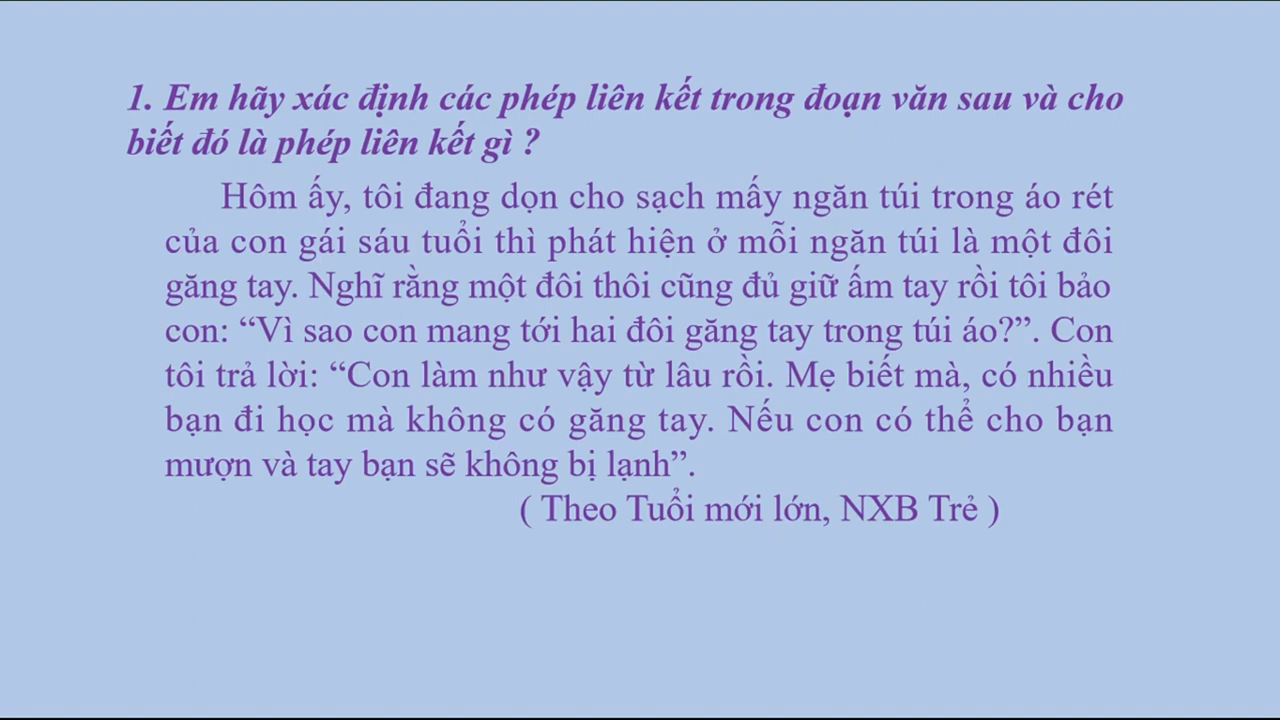 1. Em hãy xác định các phép liên kết trong đoạn văn sau và cho
biết đó là phép liên kết gì ?
Hôm ấy, tôi đang dọn cho sạch mấy ngăn túi trong áo rét
của con gái sáu tuổi thì phát hiện ở mỗi ngăn túi là một đôi
găng tay. Nghĩ rằng một đôi thôi cũng đủ giữ ấm tay rồi tôi bảo
con: “Vì sao con mang tới hai đôi găng tay trong túi áo?”. Con
tôi trả lời: “Con làm như vậy từ lâu rồi. Mẹ biết mà, có nhiều
bạn đi học mà không có găng tay. Nếu con có thể cho bạn
mượn và tay bạn sẽ không bị lạnh”.
( Theo Tuổi mới lớn, NXB Trẻ )